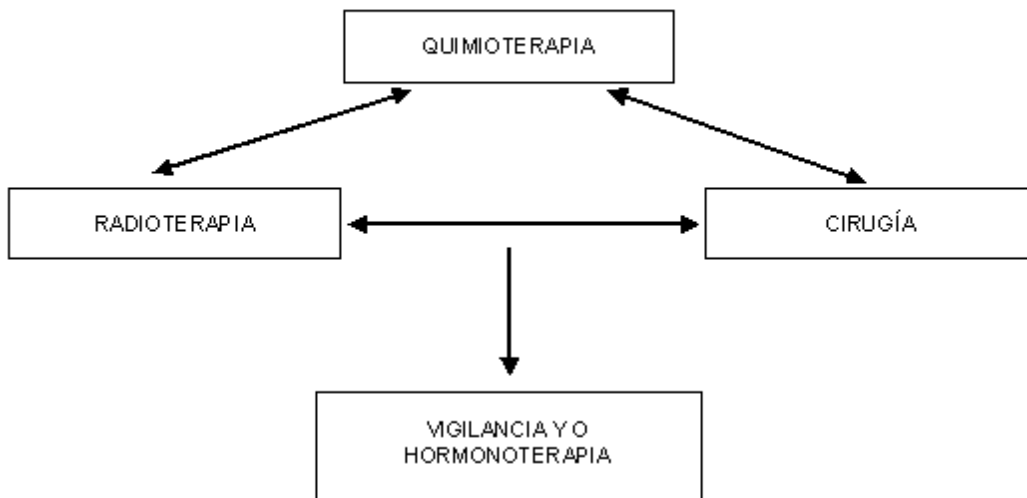 QUIMIOTERAPIA
RADIOTERAPIA
CIRUGÍA
VIGILANCIA Y O
HORMONOTERAPIA